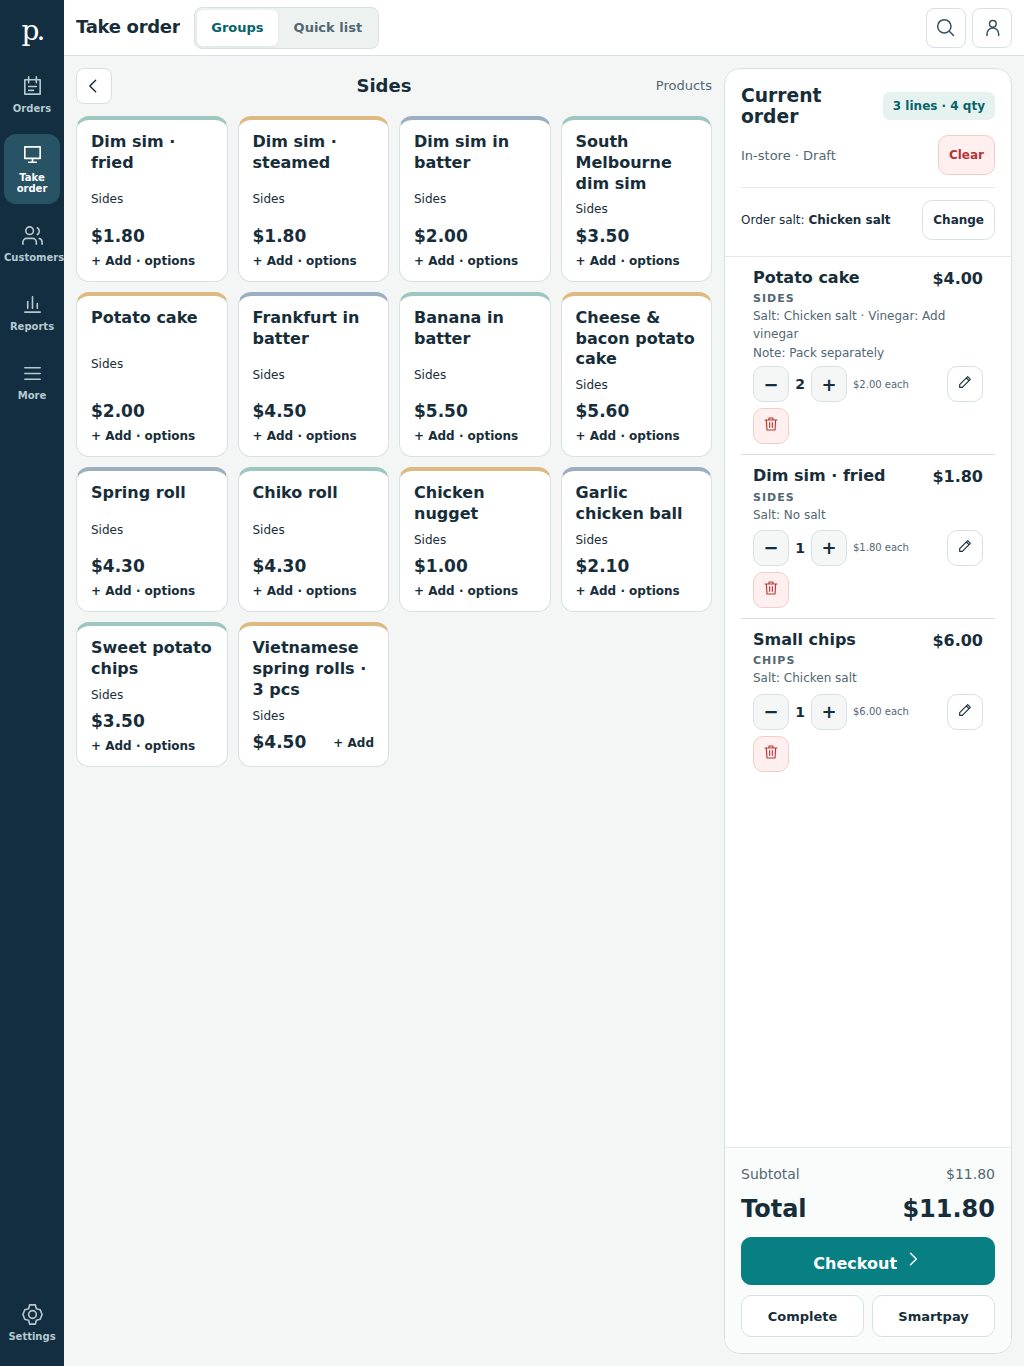 p.
Orders
Take
order
Customers
Reports
More
Settings
Take order
Groups
Quick list
Sides
Products
Dim sim ·
fried
Sides
$1.80
+ Add · options
Dim sim ·
steamed
Sides
$1.80
+ Add · options
Dim sim in
batter
Sides
$2.00
+ Add · options
South
Melbourne
dim sim
Sides
$3.50
+ Add · options
Potato cake
Sides
$2.00
+ Add · options
Frankfurt in
batter
Sides
$4.50
+ Add · options
Banana in
batter
Sides
$5.50
+ Add · options
Cheese &
bacon potato
cake
Sides
$5.60
+ Add · options
Spring roll
Sides
$4.30
+ Add · options
Chiko roll
Sides
$4.30
+ Add · options
Chicken
nugget
Sides
$1.00
+ Add · options
Garlic
chicken ball
Sides
$2.10
+ Add · options
Sweet potato
chips
Sides
$3.50
+ Add · options
Vietnamese
spring rolls ·
3 pcs
Sides
$4.50 + Add
Current
order
3 lines · 4 qty
In-store · Draft
Clear
Order salt: Chicken salt
Change
Potato cake $4.00
SIDES
Salt: Chicken salt · Vinegar: Add
vinegar
Note: Pack separately
− 2 + $2.00 each
Dim sim · fried $1.80
SIDES
Salt: No salt
− 1 + $1.80 each
Small chips $6.00
CHIPS
Salt: Chicken salt
− 1 + $6.00 each
Subtotal $11.80
Total $11.80
Checkout
Complete
Smartpay